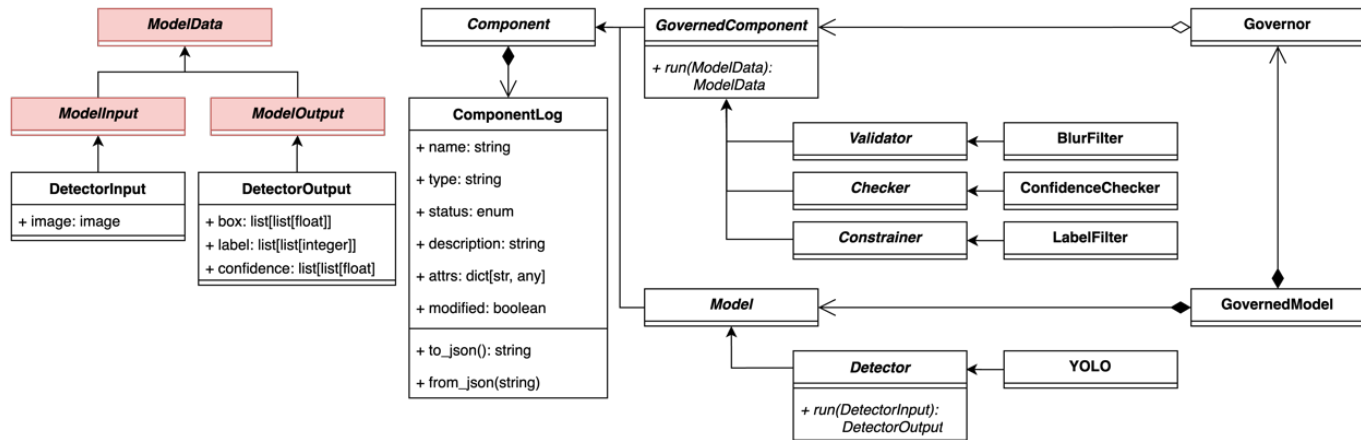 ModelData
ModelInput
ModelOutput
DetectorInput
+ image: image
DetectorOutput
+ box: list[list[float]]
+ label: list[list[integer]]
+ confidence: list[list[float]
Component
ComponentLog
+ name: string
+ type: string
+ status: enum
+ description: string
+ attrs: dict[str, any]
+ modified: boolean
+ to_json(): string
+ from_json(string)
GovernedComponent
+ run(ModelData):
ModelData
Governor
Validator
BlurFilter
Checker
ConfidenceChecker
Constrainer
LabelFilter
Model
GovernedModel
Detector
+ run(DetectorInput):
DetectorOutput
YOLO